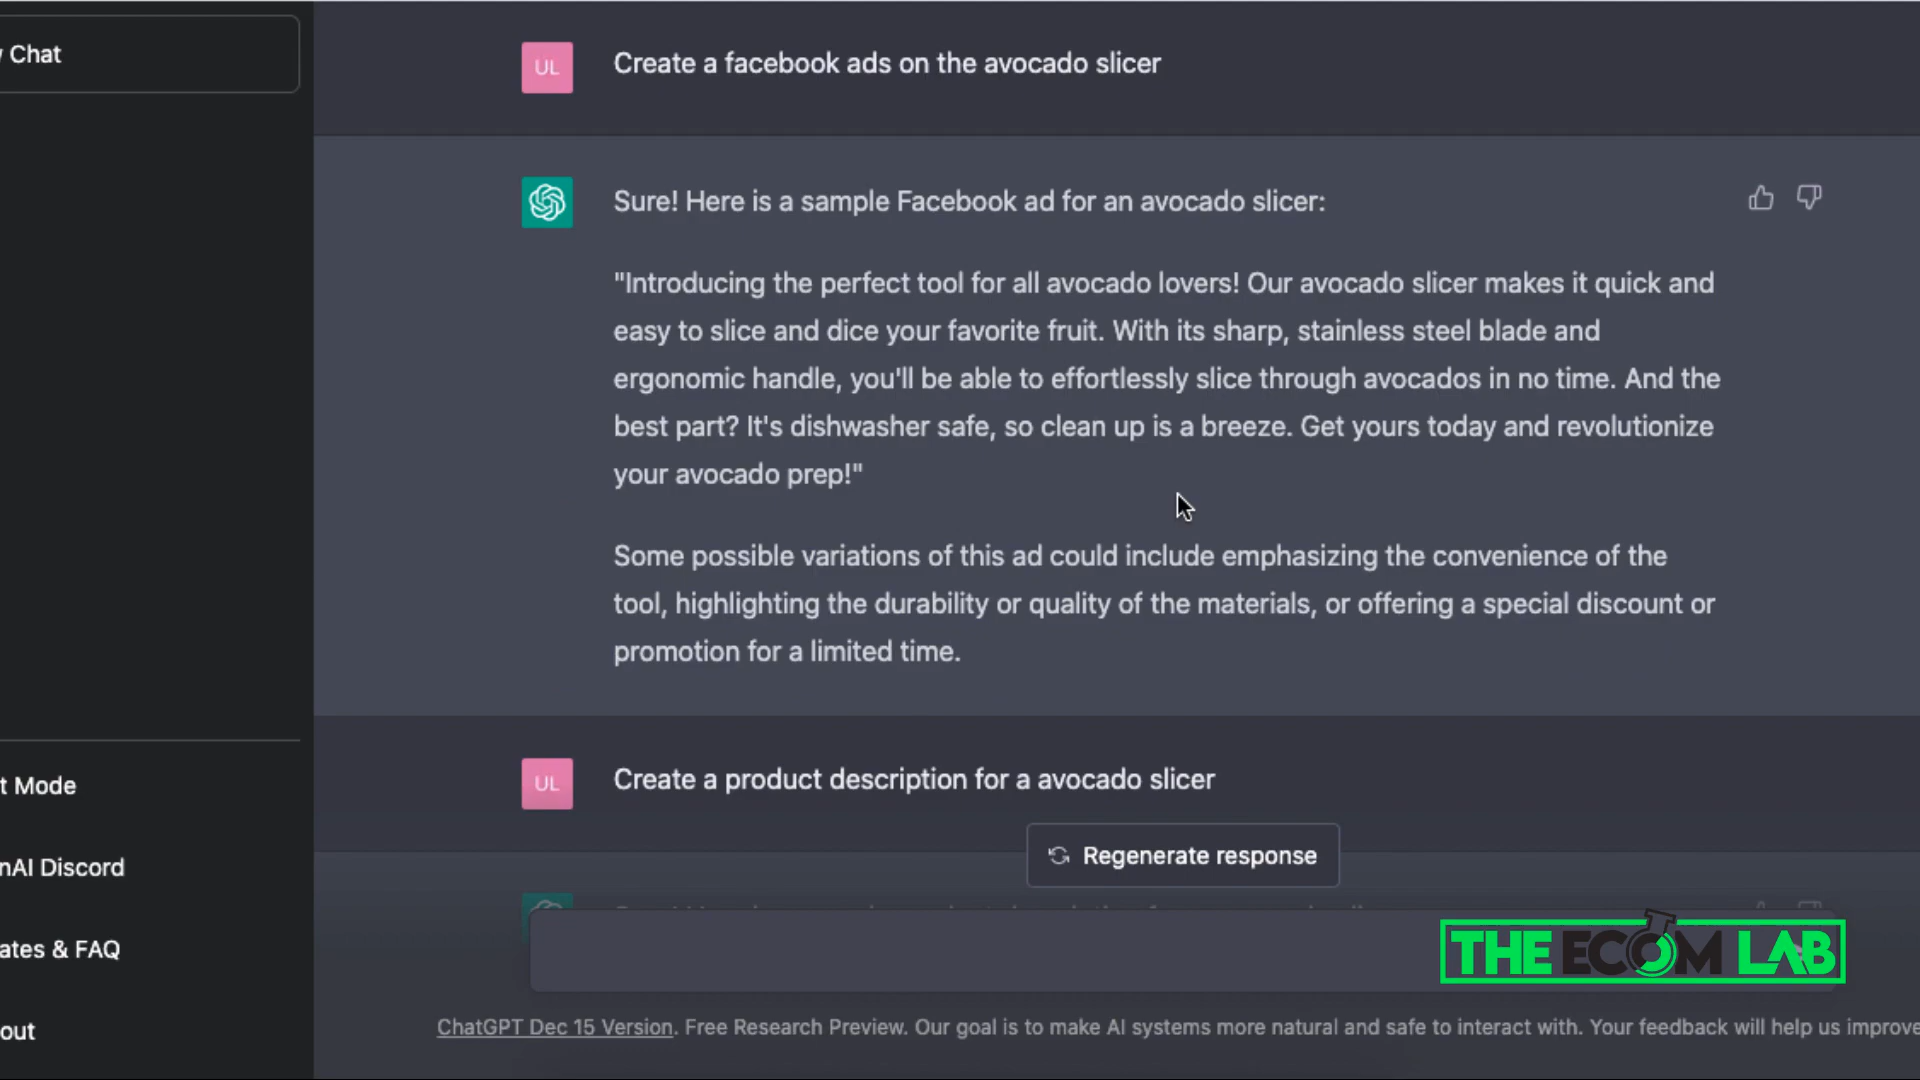 Chat
UL
Create a facebook ads on the avocado slicer
Sure! Here is a sample Facebook ad for an avocado slicer:
"Introducing the perfect tool for all avocado lovers! Our avocado slicer makes it quick and
easy to slice and dice your favorite fruit. With its sharp, stainless steel blade and
ergonomic handle, you'll be able to effortlessly slice through avocados in no time. And the
best part? It's dishwasher safe, so clean up is a breeze. Get yours today and revolutionize
your avocado prep!"
Some possible variations of this ad could include emphasizing the convenience of the
tool, highlighting the durability or quality of the materials, or offering a special discount or
promotion for a limited time.
UL
Create a product description for a avocado slicer
t Mode
Regenerate response
nAI Discord
ates & FAQ
THE ECOM LAB
out
ChatGPT Dec 15 Version. Free Research Preview. Our goal is to make AI systems more natural and safe to interact with. Your feedback will help us improve